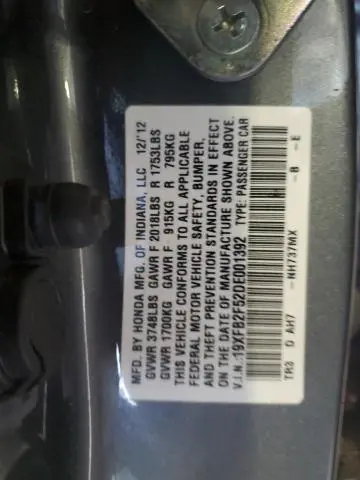 MFD. BY HONDA MFG. OF INDIANA, LLC 12/'12
GVWR 3748LBS GAWR F 2018LBS R 1753LBS
GVWR 1700KG GAWR F 915KG R 795KG
THIS VEHICLE CONFORMS TO ALL APPLICABLE
FEDERAL MOTOR VEHICLE SAFETY, BUMPER,
AND THEFT PREVENTION STANDARDS IN EFFECT
ON THE DATE OF MANUFACTURE SHOWN ABOVE.
V.I.N. 19XFB2F52DE001392 TYPE: PASSENGER CAR
TR3 D AH7 -NH737MX -B -E